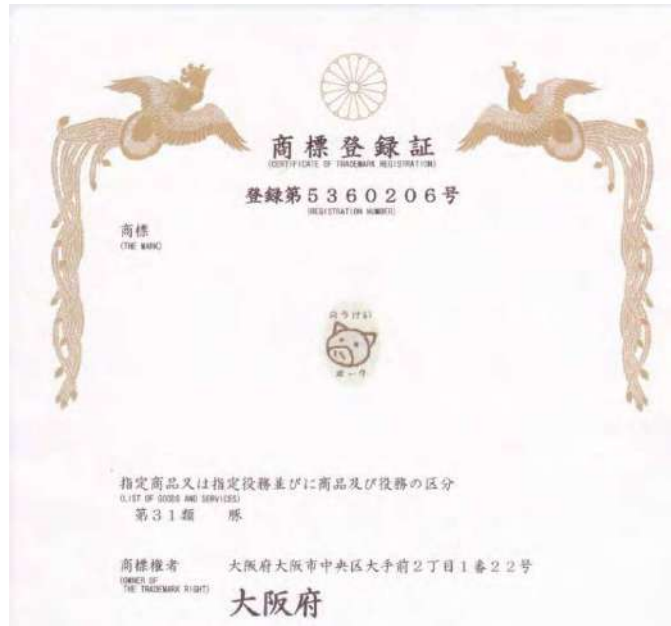 商標登録証
(CERTIFICATE OF TRADEMARK REGISTRATION)
登録第5360206号
(REGISTRATION NUMBER)
商標
(THE MARK)
指定商品又は指定役務並びに商品及び役務の区分
(LIST OF GOODS AND SERVICES)
第31類 豚
商標権者 大阪府大阪市中央区大手前2丁目1番22号
(OWNER OF
THE TRADEMARK RIGHT)
大阪府